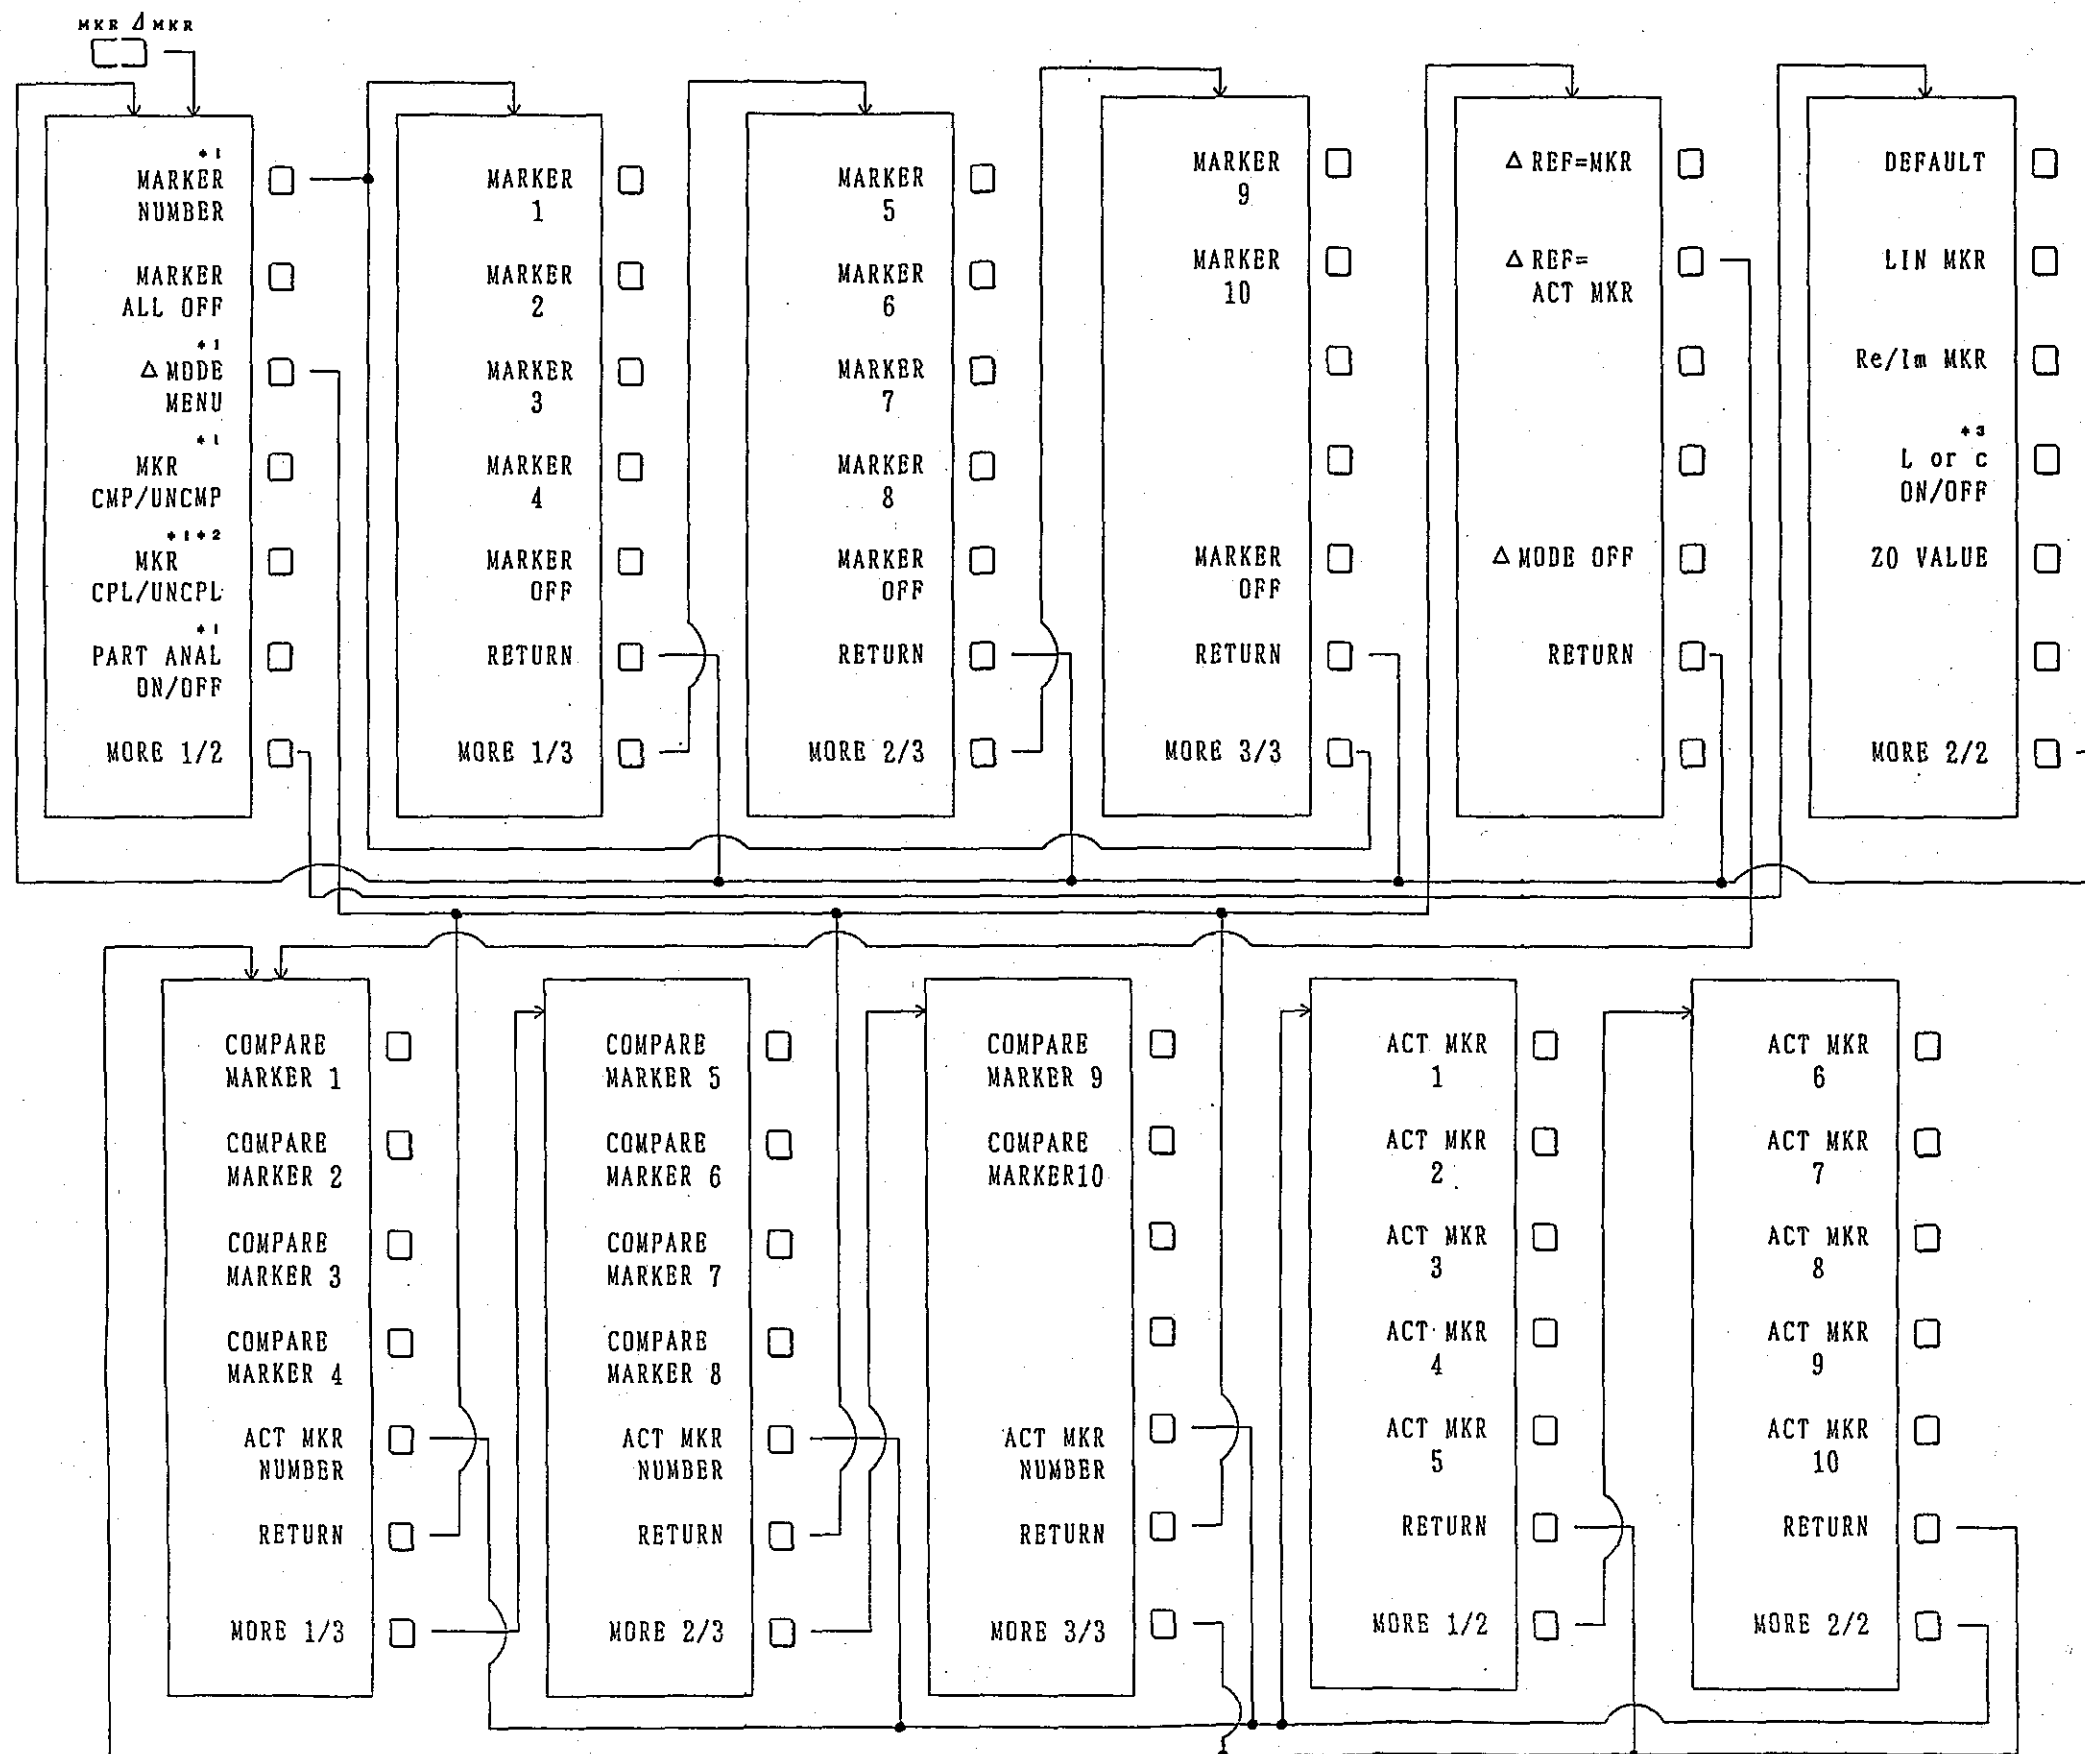 MKR Δ MKR
*1
MARKER
NUMBER
MARKER
ALL OFF
*1
Δ MODE
MENU
*1
MKR
CMP/UNCMP
*1*2
MKR
CPL/UNCPL
*1
PART ANAL
ON/OFF
MORE 1/2
MARKER
1
MARKER
2
MARKER
3
MARKER
4
MARKER
OFF
RETURN
MORE 1/3
MARKER
5
MARKER
6
MARKER
7
MARKER
8
MARKER
OFF
RETURN
MORE 2/3
MARKER
9
MARKER
10
MARKER
OFF
RETURN
MORE 3/3
Δ REF=MKR
Δ REF=
ACT MKR
Δ MODE OFF
RETURN
DEFAULT
LIN MKR
Re/Im MKR
*3
L or c
ON/OFF
ZO VALUE
MORE 2/2
COMPARE
MARKER 1
COMPARE
MARKER 2
COMPARE
MARKER 3
COMPARE
MARKER 4
ACT MKR
NUMBER
RETURN
MORE 1/3
COMPARE
MARKER 5
COMPARE
MARKER 6
COMPARE
MARKER 7
COMPARE
MARKER 8
ACT MKR
NUMBER
RETURN
MORE 2/3
COMPARE
MARKER 9
COMPARE
MARKER10
ACT MKR
NUMBER
RETURN
MORE 3/3
ACT MKR
1
ACT MKR
2
ACT MKR
3
ACT MKR
4
ACT MKR
5
RETURN
MORE 1/2
ACT MKR
6
ACT MKR
7
ACT MKR
8
ACT MKR
9
ACT MKR
10
RETURN
MORE 2/2